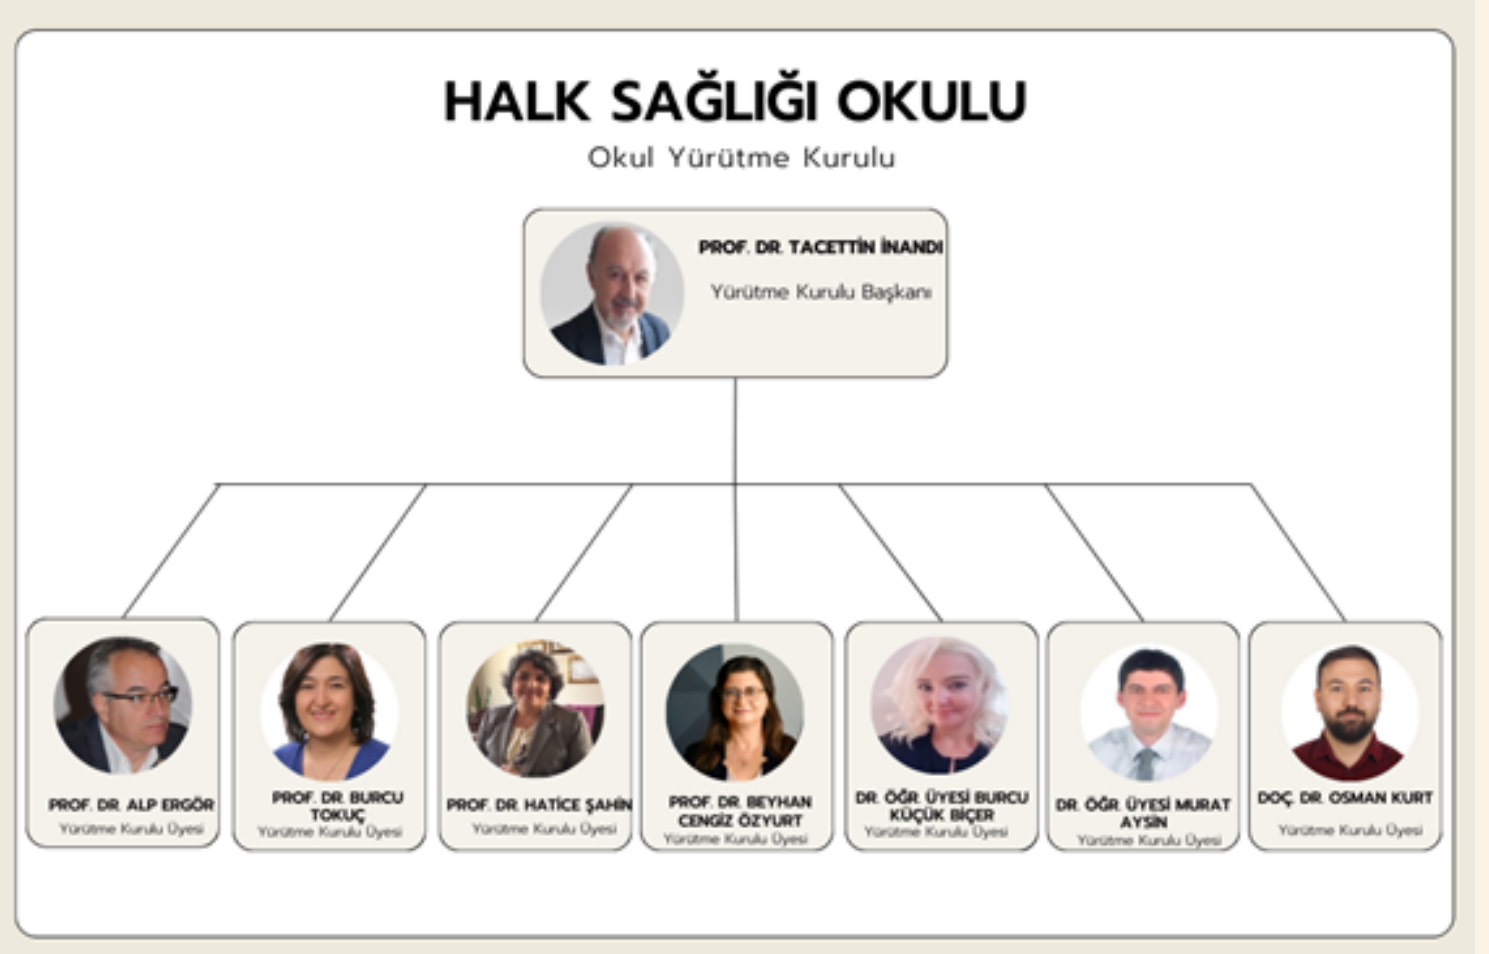 HALK SAĞLIĞI OKULU
Okul Yürütme Kurulu
PROF. DR. TACETTİN İNANDI
Yürütme Kurulu Başkanı
PROF. DR. ALP ERGÖR
Yürütme Kurulu Üyesi
PROF. DR. BURCU
TOKUÇ
Yürütme Kurulu Üyesi
PROF. DR. HATİCE ŞAHİN
Yürütme Kurulu Üyesi
PROF. DR. BEYHAN
CENGİZ ÖZYURT
Yürütme Kurulu Üyesi
DR. ÖĞR. ÜYESİ BURCU
KÜÇÜK BİÇER
Yürütme Kurulu Üyesi
DR. ÖĞR. ÜYESİ MURAT
AYSİN
Yürütme Kurulu Üyesi
DOÇ. DR. OSMAN KURT
Yürütme Kurulu Üyesi